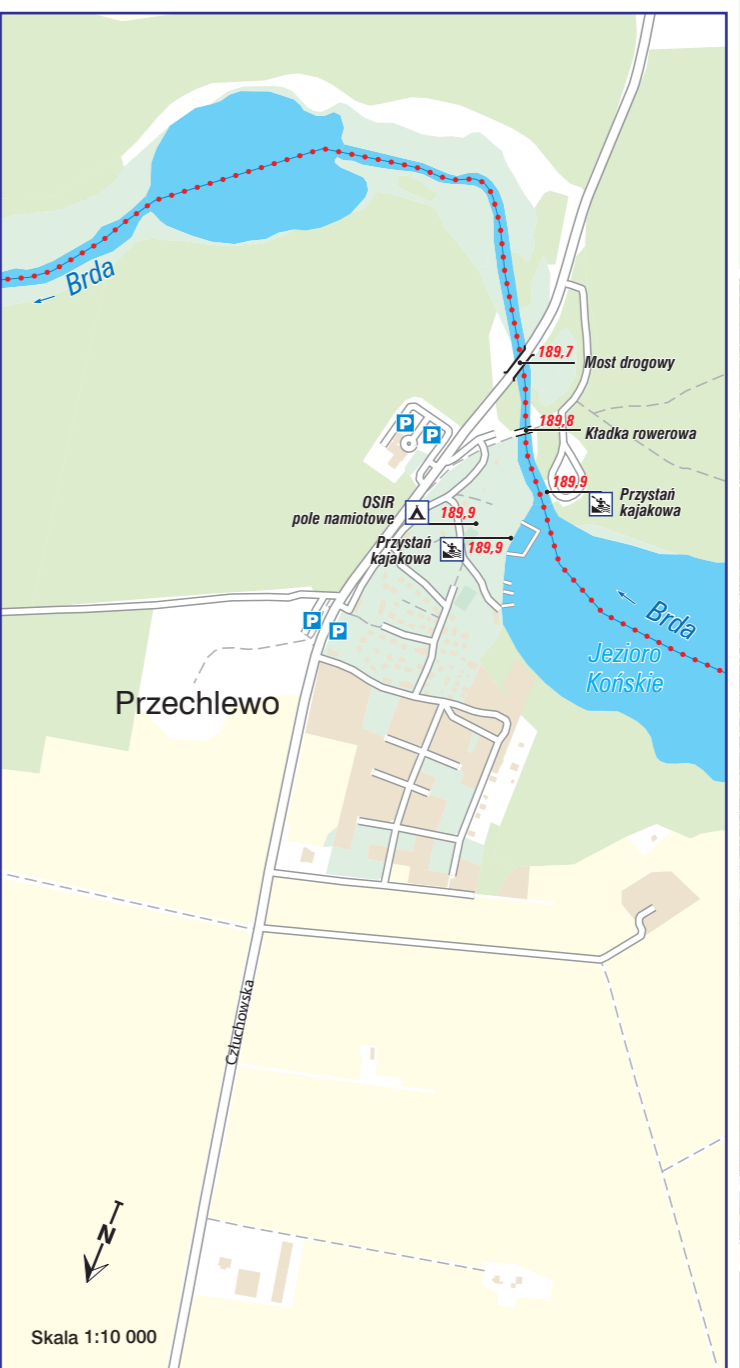 Brda
189,7
Most drogowy
P
P
189,8
Kładka rowerowa
189,9
Przystań
kajakowa
OSIR
pole namiotowe
189,9
Przystań
kajakowa
189,9
P
P
Brda
Jezioro
Końskie
Przechlewo
Człuchowska
N
Skala 1:10 000